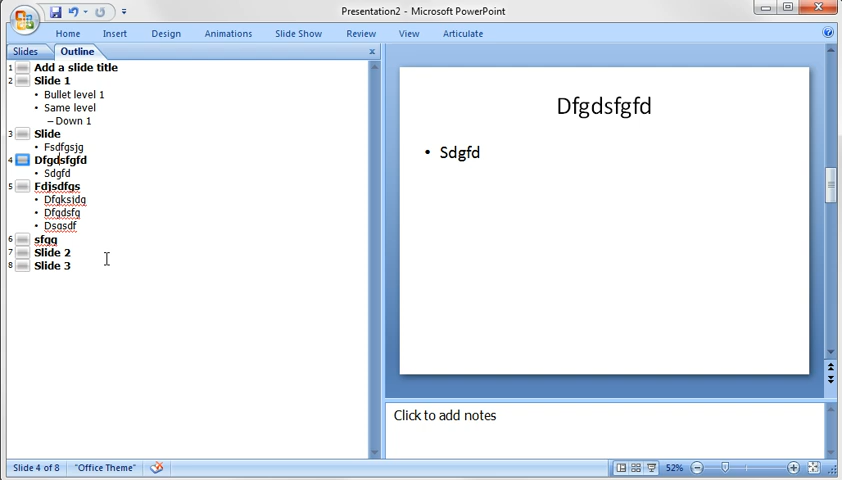 Presentation2 - Microsoft PowerPoint
Home Insert Design Animations Slide Show Review View Articulate
Slides Outline x
1 Add a slide title
2 Slide 1
• Bullet level 1
• Same level
– Down 1
3 Slide
• Fsdfgsjg
4 Dfgdsfgfd
• Sdgfd
5 Fdjsdfgs
• Dfgksjdg
• Dfgdsfg
• Dsgsdf
6 sfgg
7 Slide 2
8 Slide 3
Dfgdsfgfd
• Sdgfd
Click to add notes
Slide 4 of 8 "Office Theme" 52%